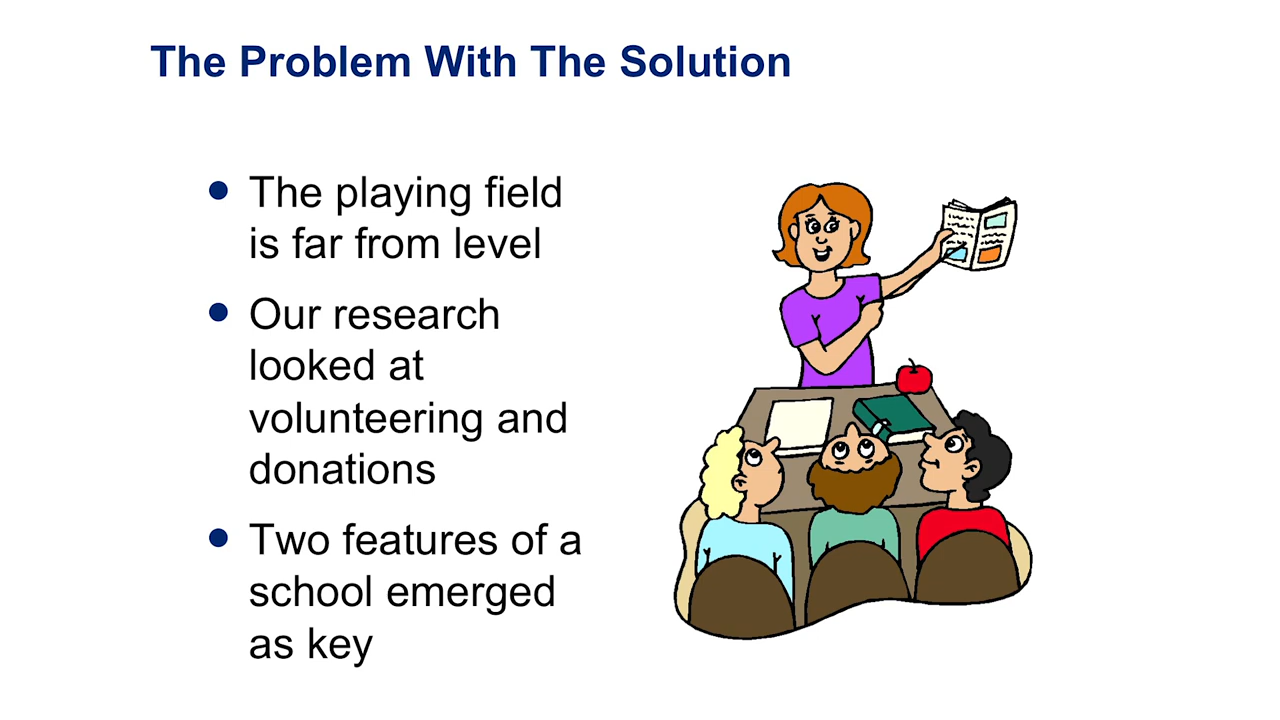 The Problem With The Solution
The playing field
is far from level
Our research
looked at
volunteering and
donations
Two features of a
school emerged
as key